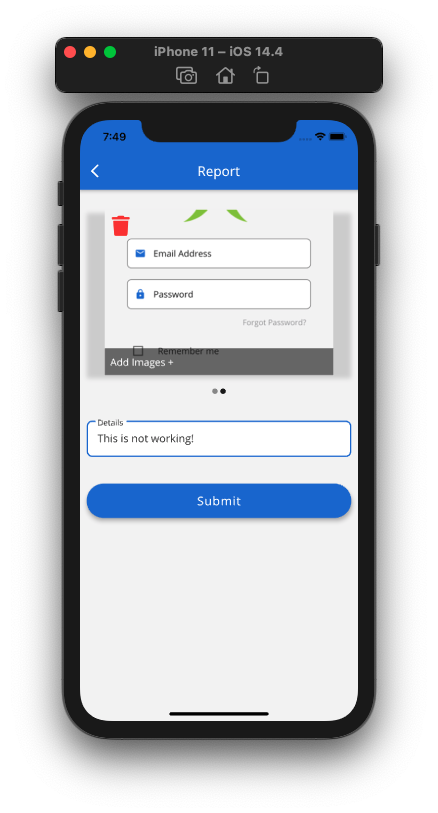 iPhone 11 – iOS 14.4
7:49
Report
Email Address
Password
Forgot Password?
Remember me
Add Images +
Details
This is not working!
Submit